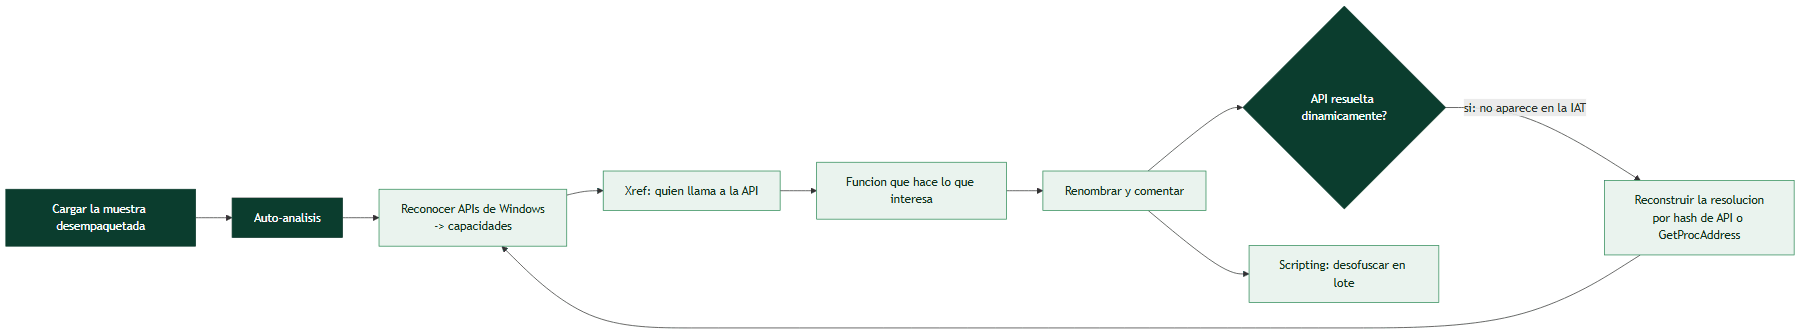 Cargar la muestra
desempaquetada
Auto-analisis
Reconocer APIs de Windows
-> capacidades
Xref: quien llama a la API
Funcion que hace lo que
interesa
Renombrar y comentar
API resuelta
dinamicamente?
si: no aparece en la IAT
Scripting: desofuscar en
lote
Reconstruir la resolucion
por hash de API o
GetProcAddress